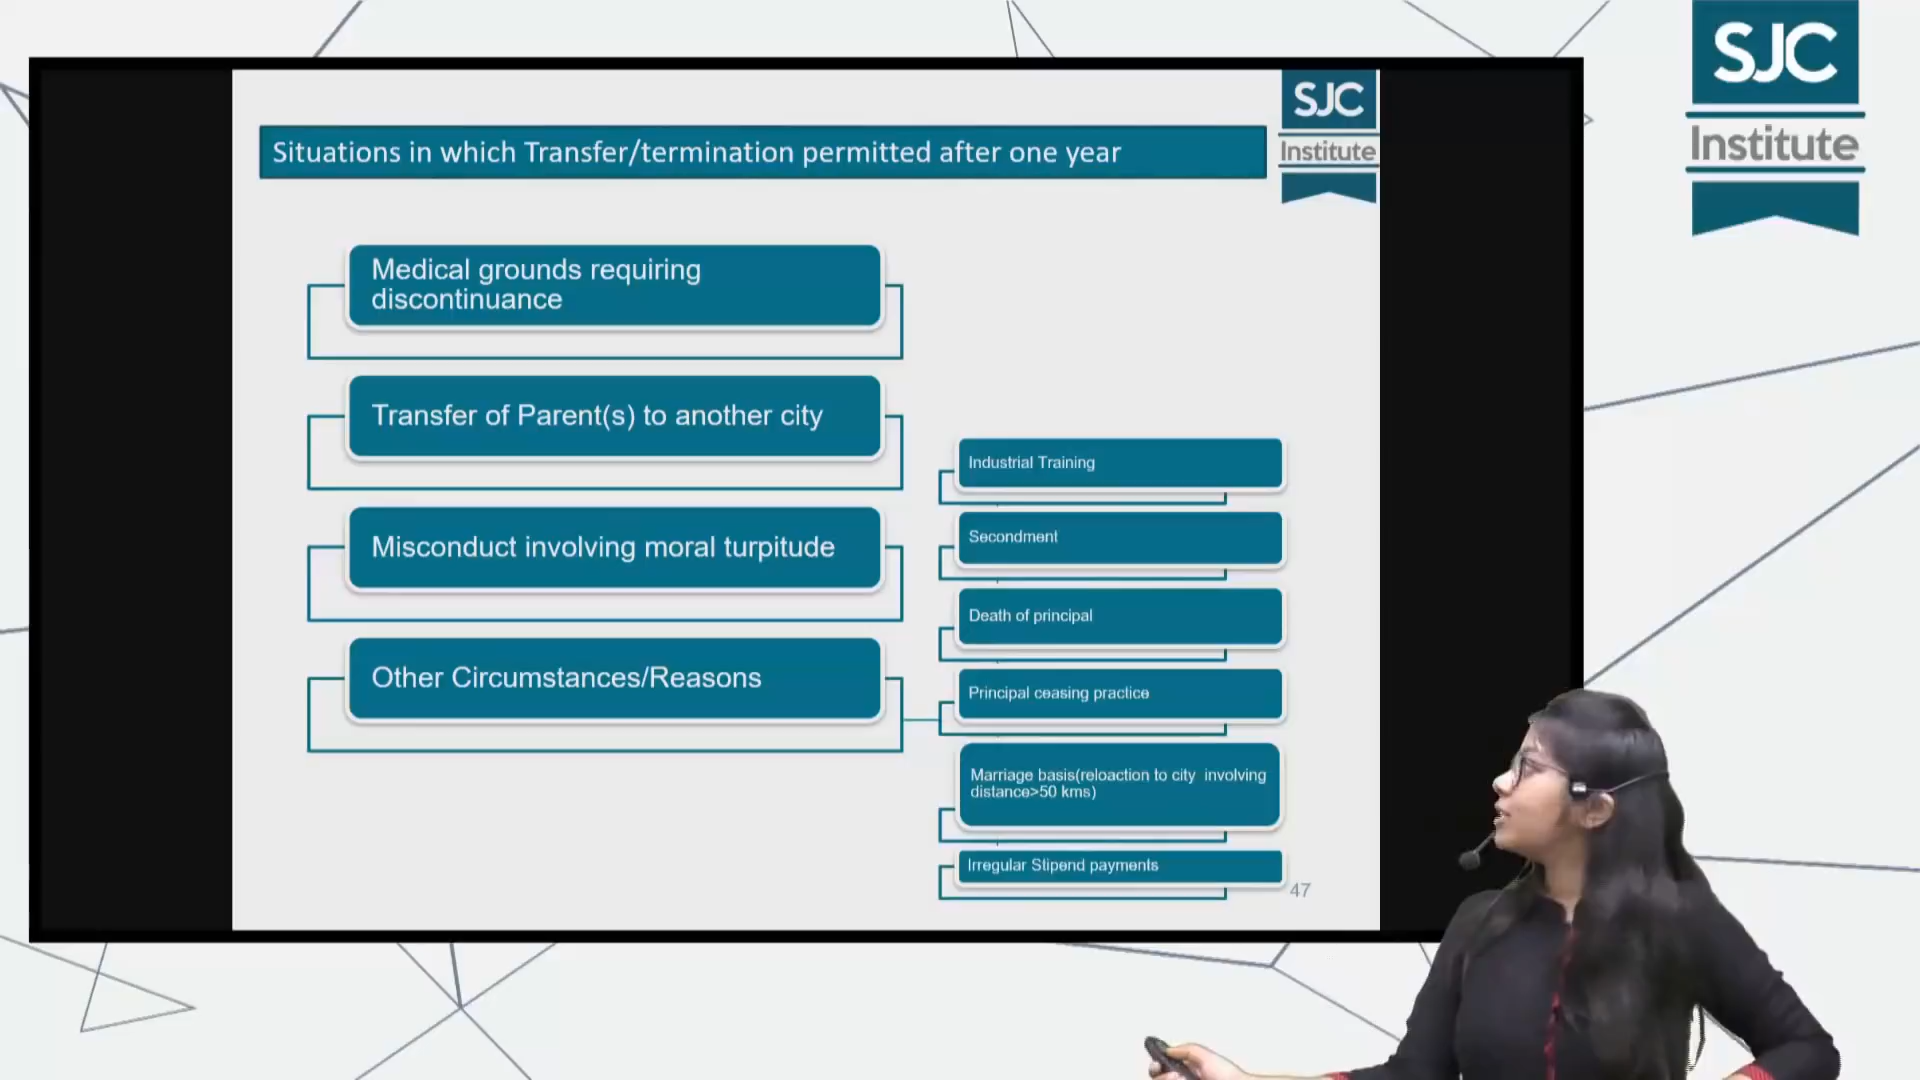 SJC
Institute
SJC
Institute
Situations in which Transfer/termination permitted after one year
Medical grounds requiring
discontinuance
Transfer of Parent(s) to another city
Misconduct involving moral turpitude
Other Circumstances/Reasons
Industrial Training
Secondment
Death of principal
Principal ceasing practice
Marriage basis(reloaction to city involving
distance>50 kms)
Irregular Stipend payments
47